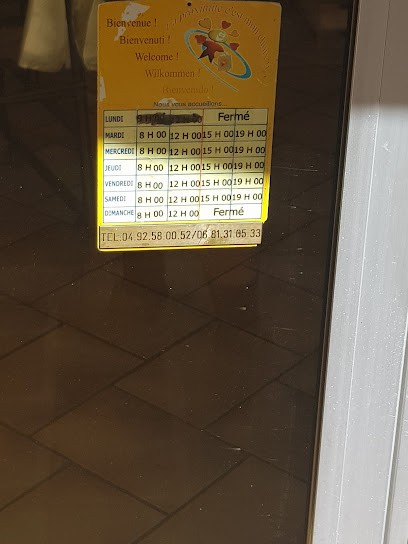 Bienvenue !
Bienvenuti !
Welcome !
Wilkommen !
Bienvenido !
Nous vous accueillons...
LUNDI Fermé
MARDI 8 H 00 12 H 00 15 H 00 19 H 00
MERCREDI 8 H 00 12 H 00 15 H 00 19 H 00
JEUDI 8 H 00 12 H 00 15 H 00 19 H 00
VENDREDI 8 H 00 12 H 00 15 H 00 19 H 00
SAMEDI 8 H 00 12 H 00 15 H 00 19 H 00
DIMANCHE 8 H 00 12 H 00 Fermé
TEL.04 92.58 00.52/06.81.31.85 33